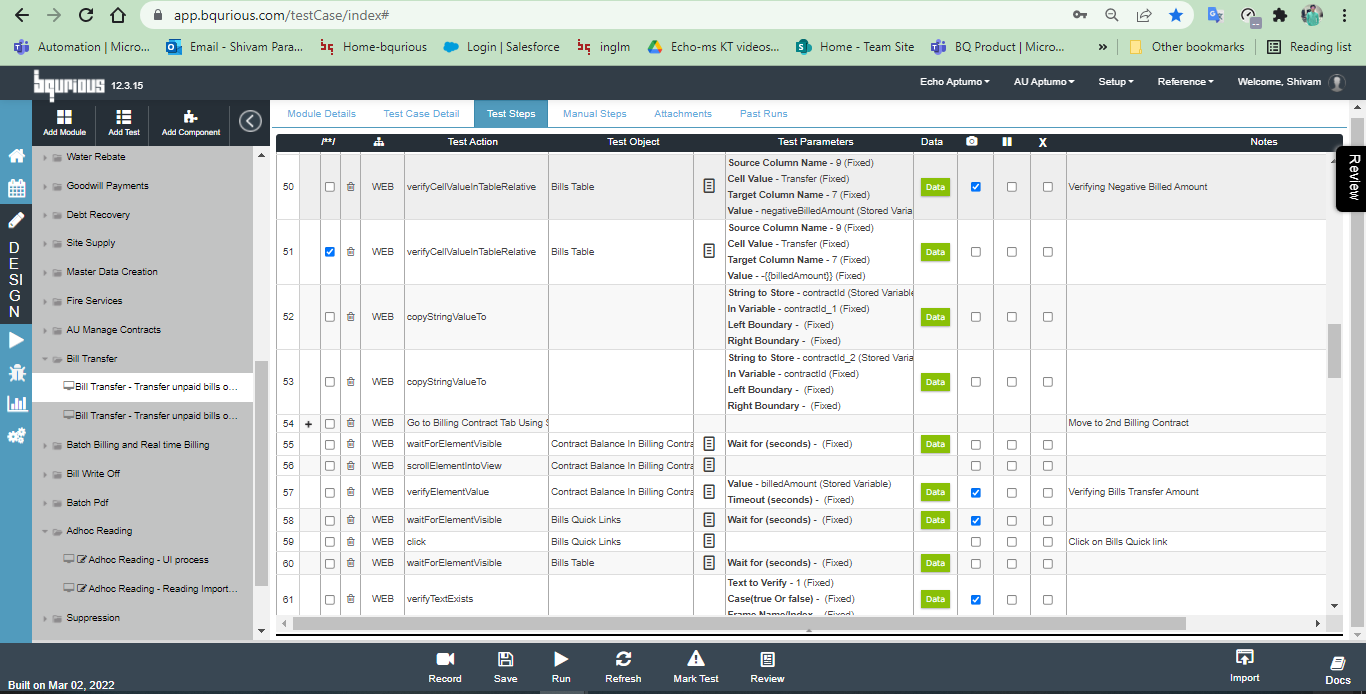 app.bqurious.com/testCase/index#
Automation | Micro...
Email - Shivam Para...
Home-bqurious
Login | Salesforce
inglm
Echo-ms KT videos...
Home - Team Site
BQ Product | Micro...
»
Other bookmarks
Reading list
bqurious 12.3.15
Echo Aptumo
AU Aptumo
Setup
Reference
Welcome, Shivam
Add Module
Add Test
Add Component
Module Details
Test Case Detail
Test Steps
Manual Steps
Attachments
Past Runs
DESIGN
Water Rebate
Goodwill Payments
Debt Recovery
Site Supply
Master Data Creation
Fire Services
AU Manage Contracts
Bill Transfer
Bill Transfer - Transfer unpaid bills o...
Bill Transfer - Transfer unpaid bills o...
Batch Billing and Real time Billing
Bill Write Off
Batch Pdf
Adhoc Reading
Adhoc Reading - UI process
Adhoc Reading - Reading Import...
Suppression
/**/ Test Action Test Object Test Parameters Data X Notes
Source Column Name - 9 (Fixed)
50 WEB verifyCellValueInTableRelative Bills Table Cell Value - Transfer (Fixed) Data Verifying Negative Billed Amount
Target Column Name - 7 (Fixed)
Value - negativeBilledAmount (Stored Varia
Source Column Name - 9 (Fixed)
51 WEB verifyCellValueInTableRelative Bills Table Cell Value - Transfer (Fixed) Data
Target Column Name - 7 (Fixed)
Value - -{{billedAmount}} (Fixed)
String to Store - contractId (Stored Variable
52 WEB copyStringValueTo In Variable - contractId_1 (Fixed) Data
Left Boundary - (Fixed)
Right Boundary - (Fixed)
String to Store - contractId_2 (Stored Varia
53 WEB copyStringValueTo In Variable - contractId (Fixed) Data
Left Boundary - (Fixed)
Right Boundary - (Fixed)
54 + WEB Go to Billing Contract Tab Using Move to 2nd Billing Contract
55 WEB waitForElementVisible Contract Balance In Billing Contra Wait for (seconds) - (Fixed) Data
56 WEB scrollElementIntoView Contract Balance In Billing Contra
57 WEB verifyElementValue Contract Balance In Billing Contra Value - billedAmount (Stored Variable) Data Verifying Bills Transfer Amount
Timeout (seconds) - (Fixed)
58 WEB waitForElementVisible Bills Quick Links Wait for (seconds) - (Fixed) Data
59 WEB click Bills Quick Links Click on Bills Quick link
60 WEB waitForElementVisible Bills Table Wait for (seconds) - (Fixed) Data
Text to Verify - 1 (Fixed)
61 WEB verifyTextExists Case(true Or false) - (Fixed) Data
Frame Name/Index - (Fixed)
Review
Record
Save
Run
Refresh
Mark Test
Review
Import
Docs
Built on Mar 02, 2022